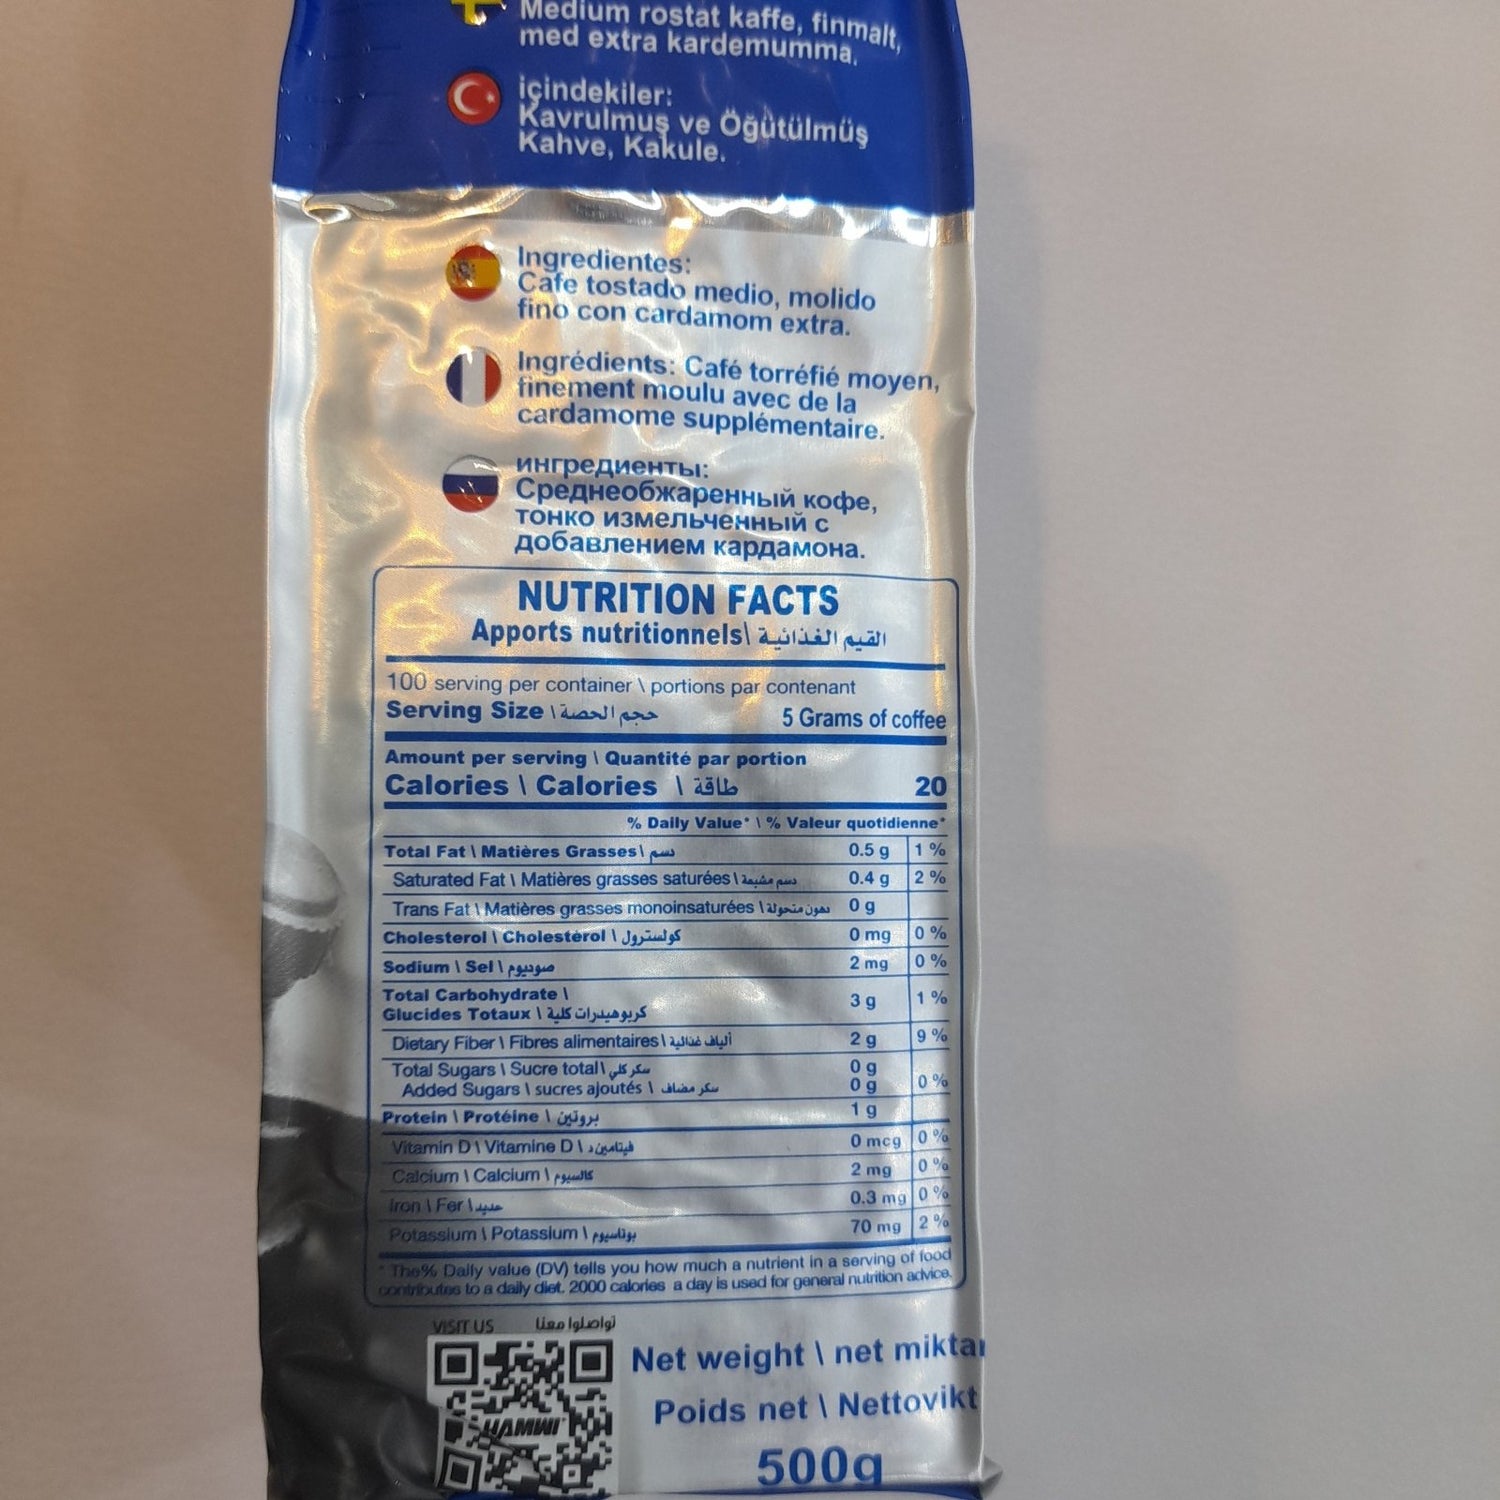 Medium rostat kaffe, finmalt,
med extra kardemumma.
içindekiler:
Kavrulmuş ve Öğütülmüş
Kahve, Kakule.
Ingredientes:
Cafe tostado medio, molido
fino con cardamom extra.
Ingrédients: Café torréfié moyen,
finement moulu avec de la
cardamome supplémentaire.
ингредиенты:
Среднеобжаренный кофе,
тонко измельченный с
добавлением кардамона.
NUTRITION FACTS
Apports nutritionnels\ القيم الغذائية
100 serving per container \ portions par contenant
Serving Size \ حجم الحصة 5 Grams of coffee
Amount per serving \ Quantité par portion
Calories \ Calories \ طاقة 20
% Daily Value* \ % Valeur quotidienne*
Total Fat \ Matières Grasses\ دسم 0.5 g 1 %
Saturated Fat \ Matières grasses saturées \ دسم مشبعة 0.4 g 2 %
Trans Fat \ Matières grasses monoinsaturées \ دهون متحولة 0 g
Cholesterol \ Cholestérol \ كولسترول 0 mg 0 %
Sodium \ Sel \ صوديوم 2 mg 0 %
Total Carbohydrate \
Glucides Totaux \ كربوهيدرات كلية 3 g 1 %
Dietary Fiber \ Fibres alimentaires \ ألياف غذائية 2 g 9 %
Total Sugars \ Sucre total\ سكر كلي 0 g
Added Sugars \ sucres ajoutés \ سكر مضاف 0 g 0 %
Protein \ Protéine \ بروتين 1 g
Vitamin D \ Vitamine D \ فيتامين د 0 mcg 0 %
Calcium \ Calcium \ كالسيوم 2 mg 0 %
Iron \ Fer \ حديد 0.3 mg 0 %
Potassium \ Potassium \ بوتاسيوم 70 mg 2 %
* The% Daily value (DV) tells you how much a nutrient in a serving of food
contributes to a daily diet. 2000 calories a day is used for general nutrition advice.
VISIT US تواصلوا معنا
HAMWI
Net weight \ net miktar
Poids net \ Nettovikt
500g